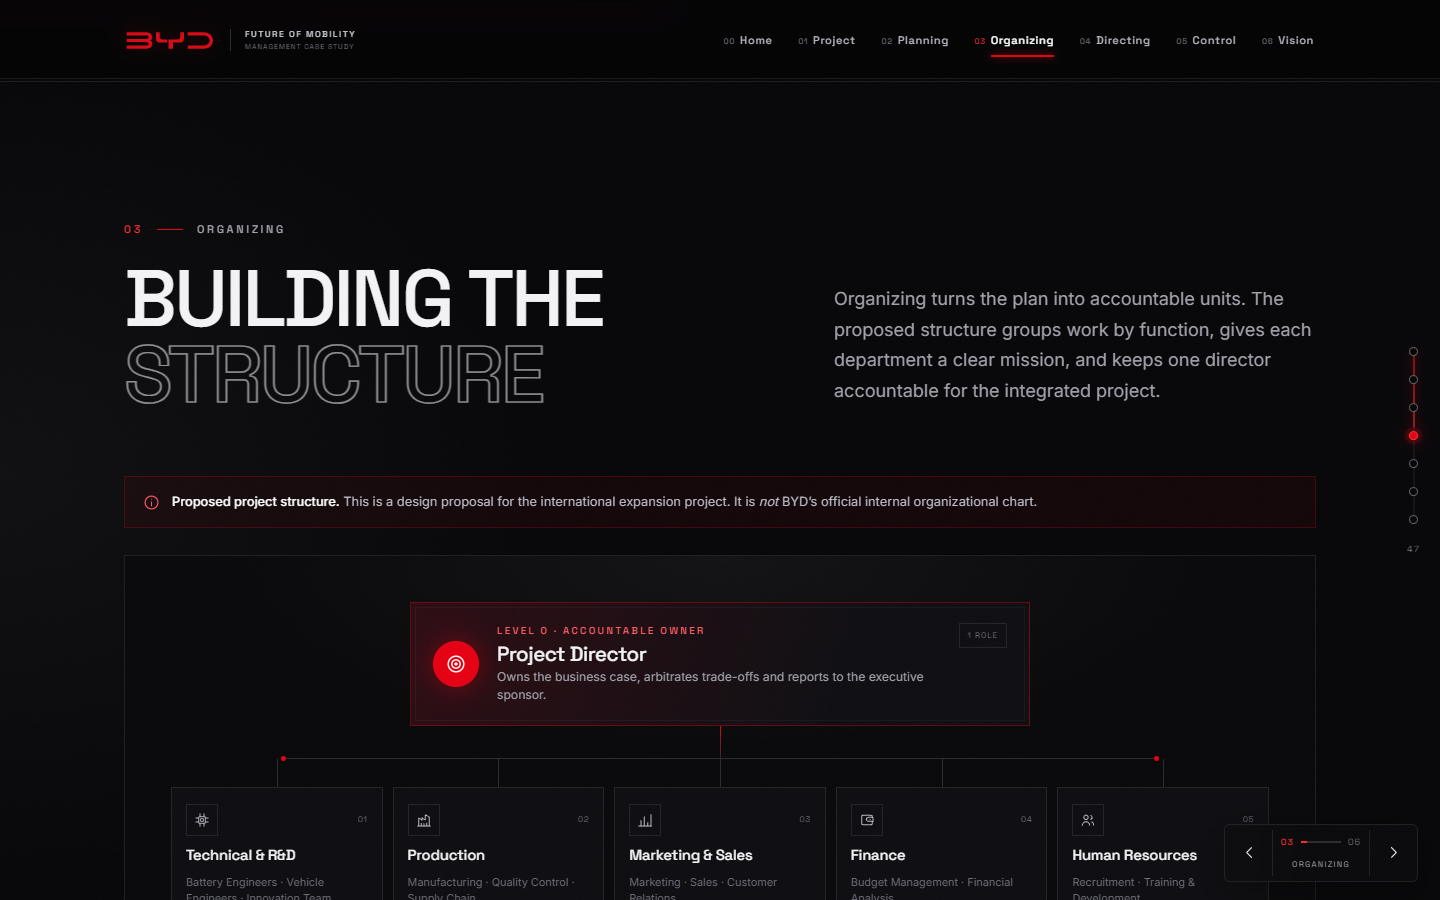 BYD
FUTURE OF MOBILITY
MANAGEMENT CASE STUDY
00 Home
01 Project
02 Planning
03 Organizing
04 Directing
05 Control
06 Vision
03 ORGANIZING
BUILDING THE
STRUCTURE
Organizing turns the plan into accountable units. The
proposed structure groups work by function, gives each
department a clear mission, and keeps one director
accountable for the integrated project.
Proposed project structure. This is a design proposal for the international expansion project. It is not BYD's official internal organizational chart.
47
LEVEL 0 · ACCOUNTABLE OWNER
1 ROLE
Project Director
Owns the business case, arbitrates trade-offs and reports to the executive
sponsor.
01
Technical & R&D
Battery Engineers · Vehicle
Engineers · Innovation Team
02
Production
Manufacturing · Quality Control ·
Supply Chain
03
Marketing & Sales
Marketing · Sales · Customer
Relations
04
Finance
Budget Management · Financial
Analysis
05
Human Resources
Recruitment · Training &
Development
03 06
ORGANIZING